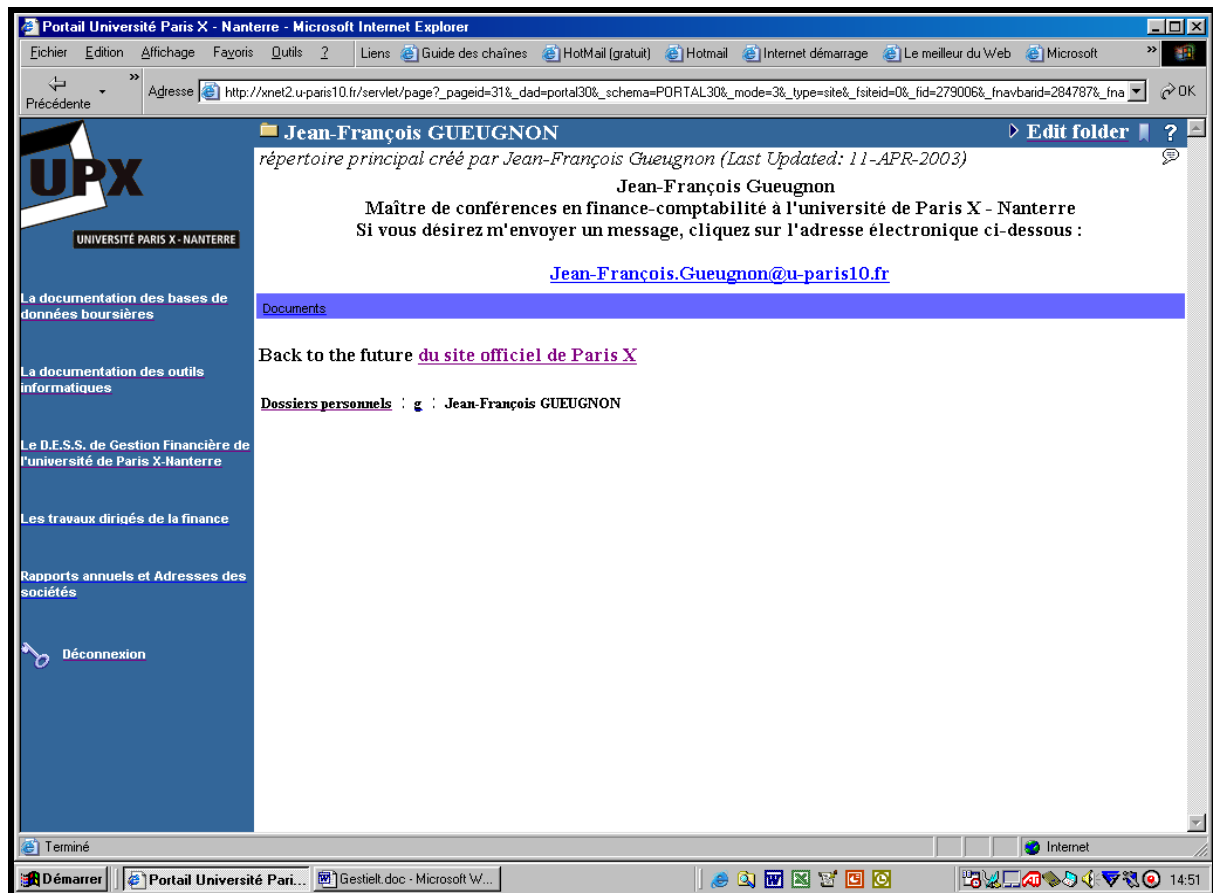 Portail Université Paris X - Nanterre - Microsoft Internet Explorer
Fichier Edition Affichage Favoris Outils ? Liens Guide des chaînes HotMail (gratuit) Hotmail Internet démarrage Le meilleur du Web Microsoft »
Précédente » Adresse http://xnet2.u-paris10.fr/servlet/page?_pageid=31&_dad=portal30&_schema=PORTAL30&_mode=3&_type=site&_fsiteid=0&_fid=279006&_fnavbarid=284787&_fna OK
Jean-François GUEUGNON Edit folder ?
répertoire principal créé par Jean-François Gueugnon (Last Updated: 11-APR-2003)
Jean-François Gueugnon
Maître de conférences en finance-comptabilité à l'université de Paris X - Nanterre
Si vous désirez m'envoyer un message, cliquez sur l'adresse électronique ci-dessous :
Jean-François.Gueugnon@u-paris10.fr
Documents
Back to the future du site officiel de Paris X
Dossiers personnels : g : Jean-François GUEUGNON
UPX
UNIVERSITÉ PARIS X - NANTERRE
La documentation des bases de
données boursières
La documentation des outils
informatiques
Le D.E.S.S. de Gestion Financière de
l'université de Paris X-Nanterre
Les travaux dirigés de la finance
Rapports annuels et Adresses des
sociétés
Déconnexion
Terminé Internet
Démarrer Portail Université Pari... Gestielt.doc - Microsoft W... 14:51